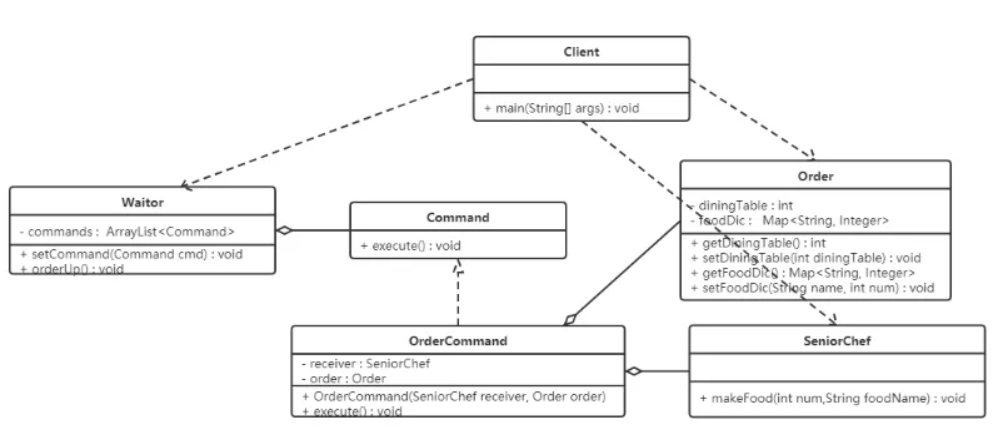 Client
+ main(String[] args) : void
Waitor
- commands : ArrayList<Command>
+ setCommand(Command cmd) : void
+ orderUp() : void
Command
+ execute() : void
Order
- diningTable : int
- foodDic : Map<String, Integer>
+ getDiningTable() : int
+ setDiningTable(int diningTable) : void
+ getFoodDic() : Map<String, Integer>
+ setFoodDic(String name, int num) : void
OrderCommand
- receiver : SeniorChef
- order : Order
+ OrderCommand(SeniorChef receiver, Order order)
+ execute() : void
SeniorChef
+ makeFood(int num,String foodName) : void